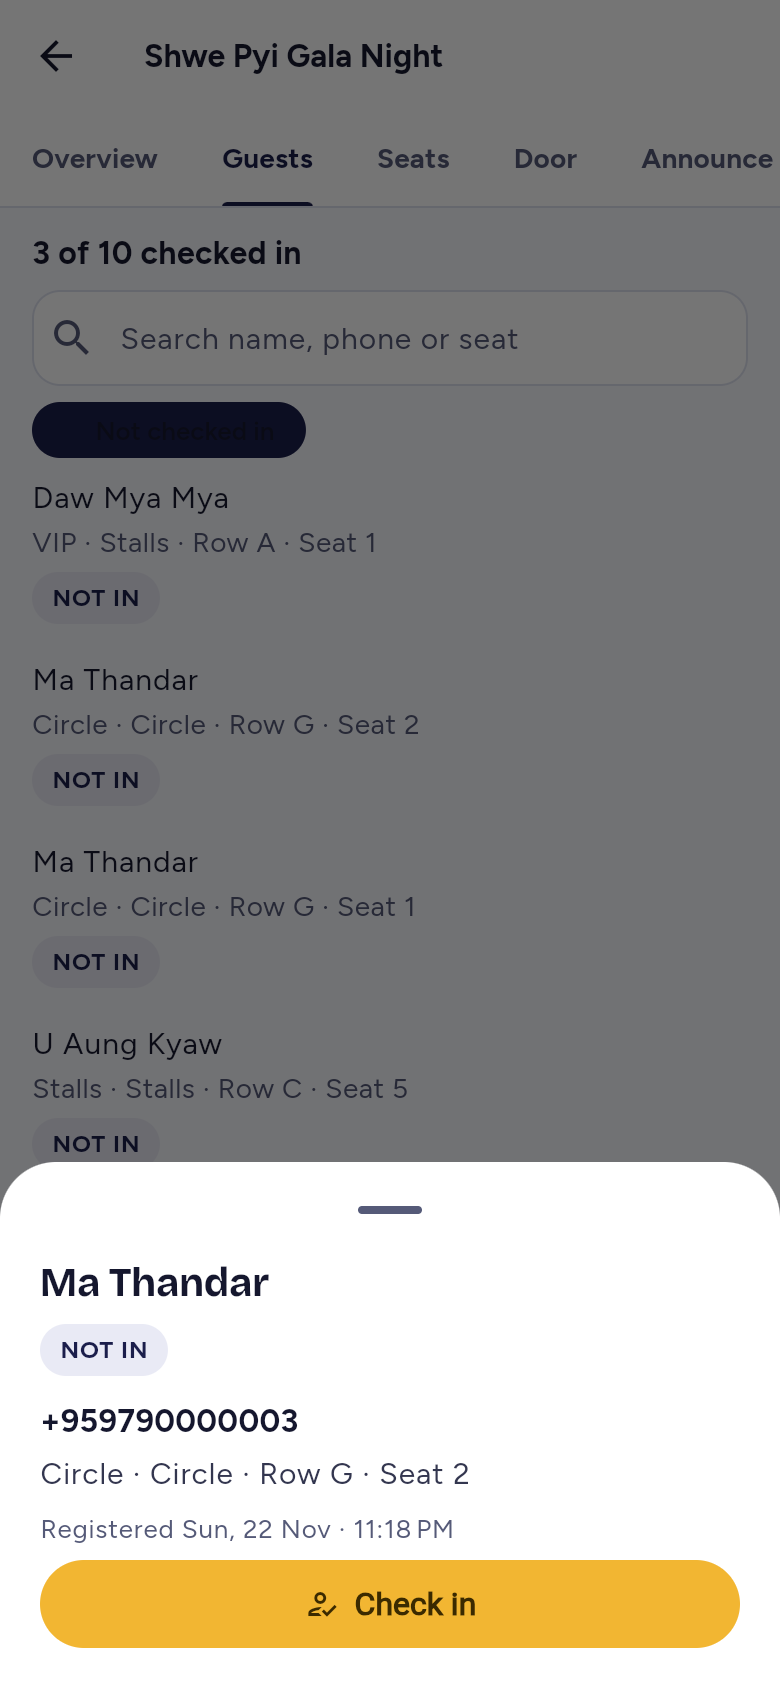 Shwe Pyi Gala Night
Overview Guests Seats Door Announce
3 of 10 checked in
Search name, phone or seat
Not checked in
Daw Mya Mya
VIP · Stalls · Row A · Seat 1
NOT IN
Ma Thandar
Circle · Circle · Row G · Seat 2
NOT IN
Ma Thandar
Circle · Circle · Row G · Seat 1
NOT IN
U Aung Kyaw
Stalls · Stalls · Row C · Seat 5
NOT IN
Ma Thandar
NOT IN
+959790000003
Circle · Circle · Row G · Seat 2
Registered Sun, 22 Nov · 11:18 PM
Check in